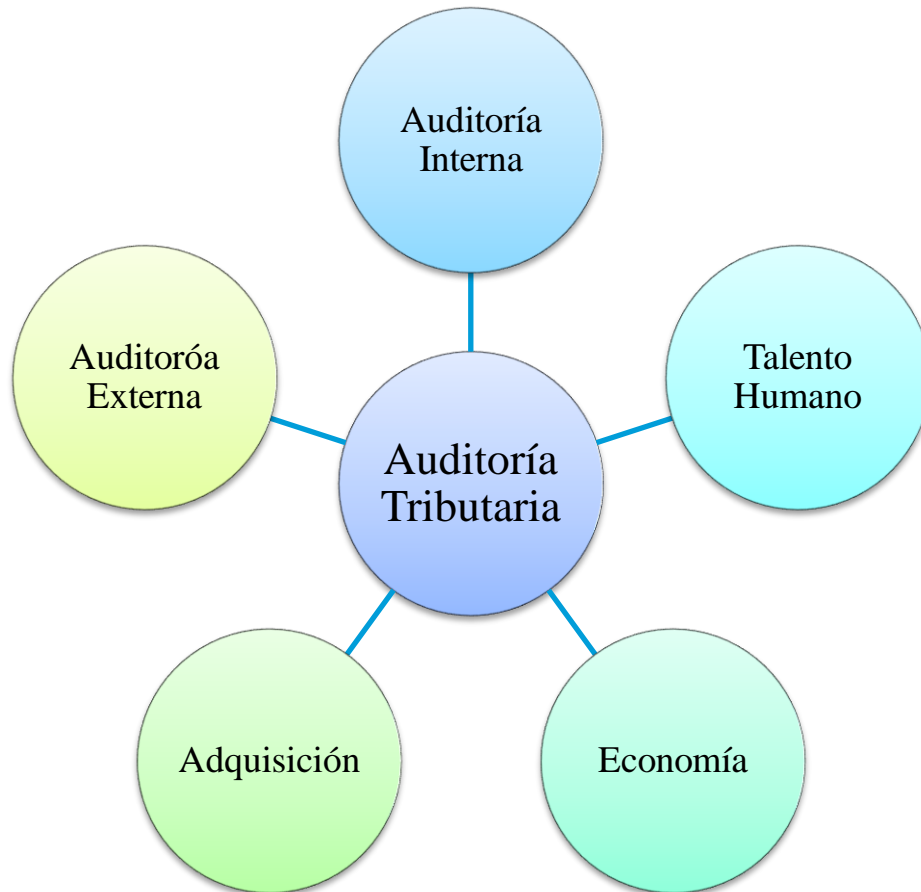 Auditoría
Interna
Auditoróa
Externa
Talento
Humano
Auditoría
Tributaria
Adquisición
Economía